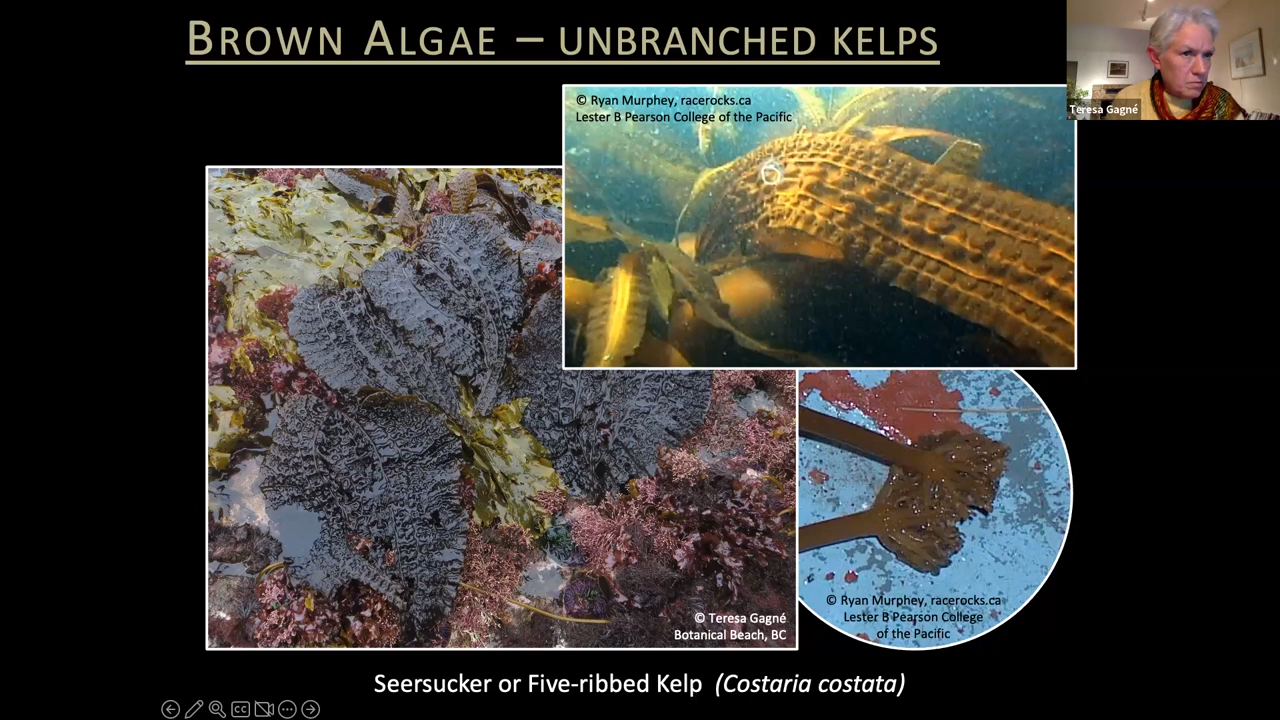 BROWN ALGAE – UNBRANCHED KELPS
Teresa Gagné
© Ryan Murphey, racerocks.ca
Lester B Pearson College of the Pacific
© Teresa Gagné
Botanical Beach, BC
© Ryan Murphey, racerocks.ca
Lester B Pearson College
of the Pacific
Seersucker or Five-ribbed Kelp (Costaria costata)
CC